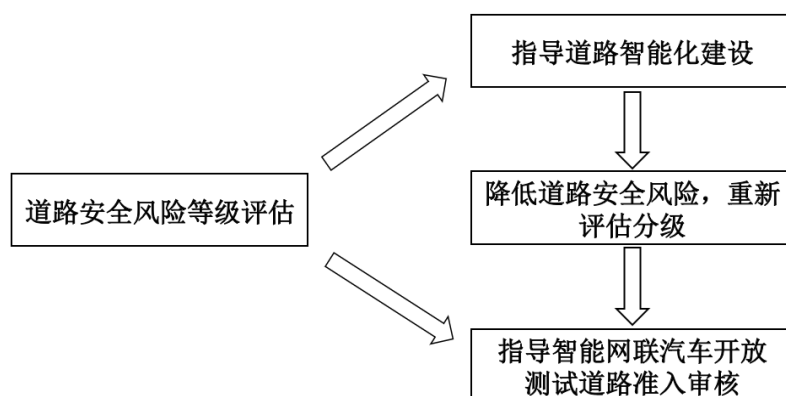 指导道路智能化建设
道路安全风险等级评估
降低道路安全风险，重新
评估分级
指导智能网联汽车开放
测试道路准入审核